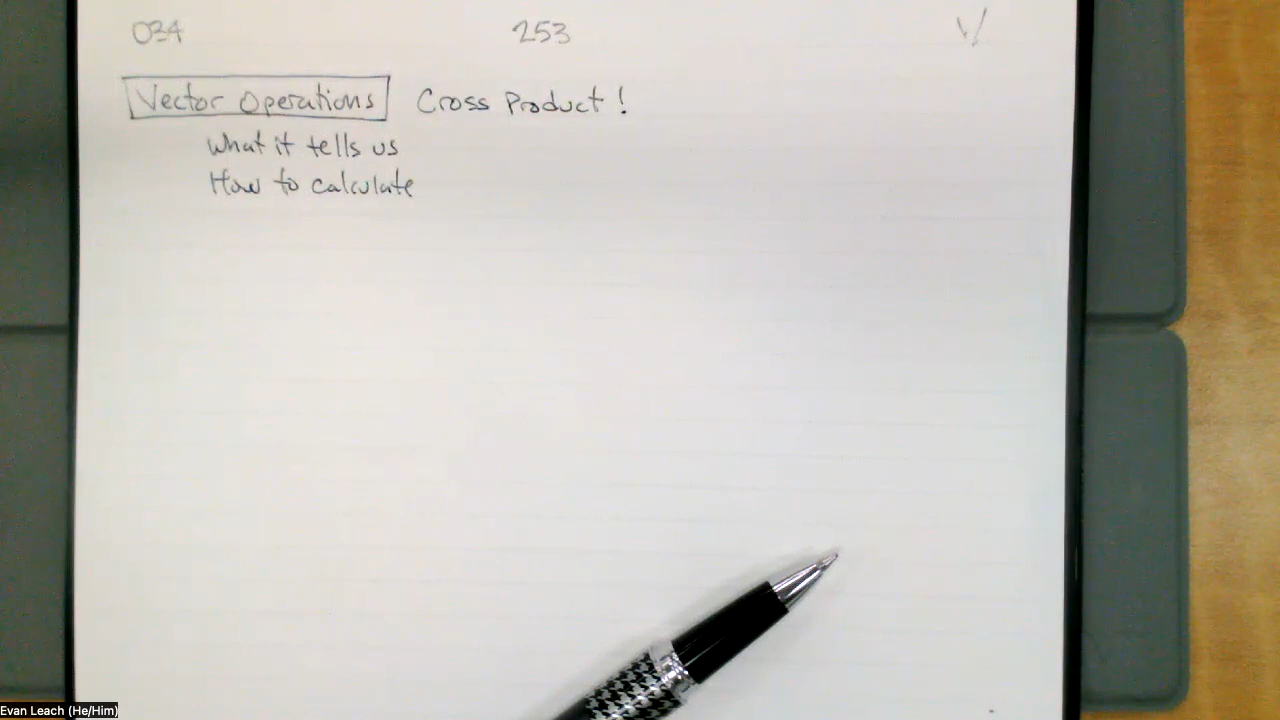 034 253 V/
Vector Operations Cross Product!
What it tells us
How to calculate
Evan Leach (He/Him)